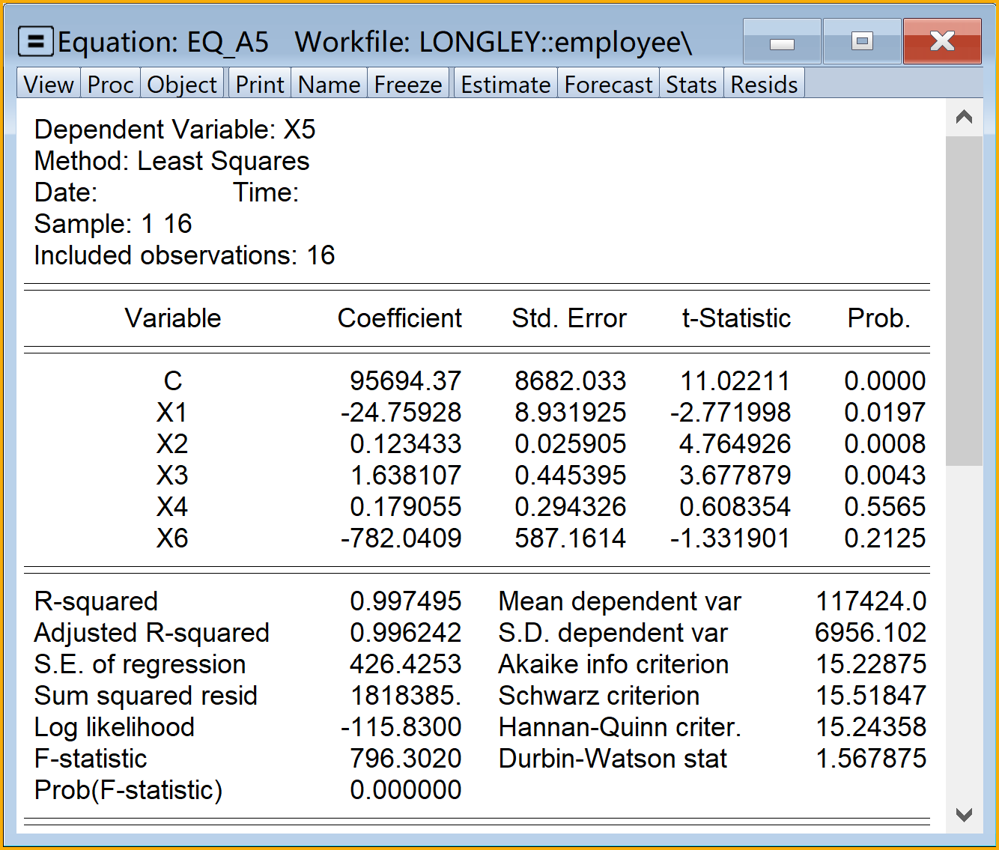 Equation: EQ_A5 Workfile: LONGLEY::employee\
View Proc Object Print Name Freeze Estimate Forecast Stats Resids
Dependent Variable: X5
Method: Least Squares
Date: Time:
Sample: 1 16
Included observations: 16
Variable Coefficient Std. Error t-Statistic Prob.
C 95694.37 8682.033 11.02211 0.0000
X1 -24.75928 8.931925 -2.771998 0.0197
X2 0.123433 0.025905 4.764926 0.0008
X3 1.638107 0.445395 3.677879 0.0043
X4 0.179055 0.294326 0.608354 0.5565
X6 -782.0409 587.1614 -1.331901 0.2125
R-squared 0.997495 Mean dependent var 117424.0
Adjusted R-squared 0.996242 S.D. dependent var 6956.102
S.E. of regression 426.4253 Akaike info criterion 15.22875
Sum squared resid 1818385. Schwarz criterion 15.51847
Log likelihood -115.8300 Hannan-Quinn criter. 15.24358
F-statistic 796.3020 Durbin-Watson stat 1.567875
Prob(F-statistic) 0.000000